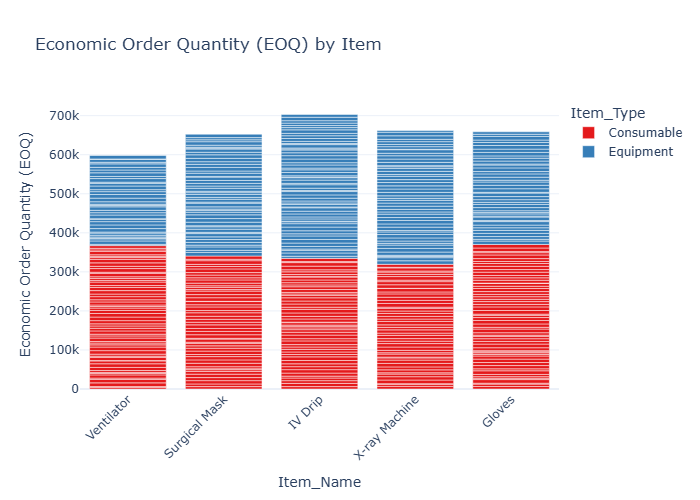 Economic Order Quantity (EOQ) by Item
Item_Type
Consumable
Equipment
Economic Order Quantity (EOQ)
700k
600k
500k
400k
300k
200k
100k
0
Ventilator
Surgical Mask
IV Drip
X-ray Machine
Gloves
Item_Name